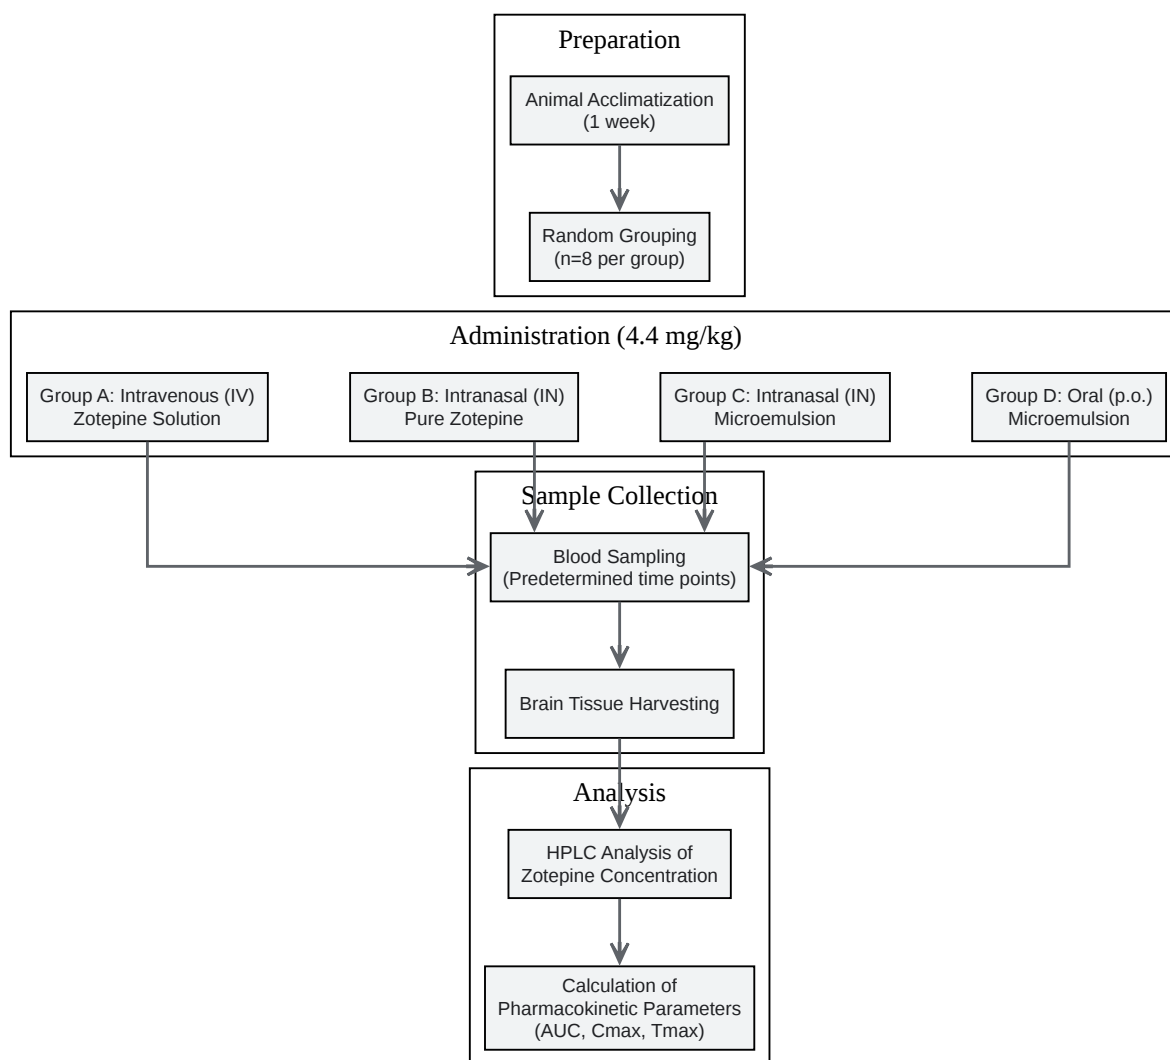 Preparation
Animal Acclimatization
(1 week)
Random Grouping
(n=8 per group)
Administration (4.4 mg/kg)
Group A: Intravenous (IV)
Zotepine Solution
Group B: Intranasal (IN)
Pure Zotepine
Group C: Intranasal (IN)
Microemulsion
Group D: Oral (p.o.)
Microemulsion
Sample Collection
Blood Sampling
(Predetermined time points)
Brain Tissue Harvesting
Analysis
HPLC Analysis of
Zotepine Concentration
Calculation of
Pharmacokinetic Parameters
(AUC, Cmax, Tmax)